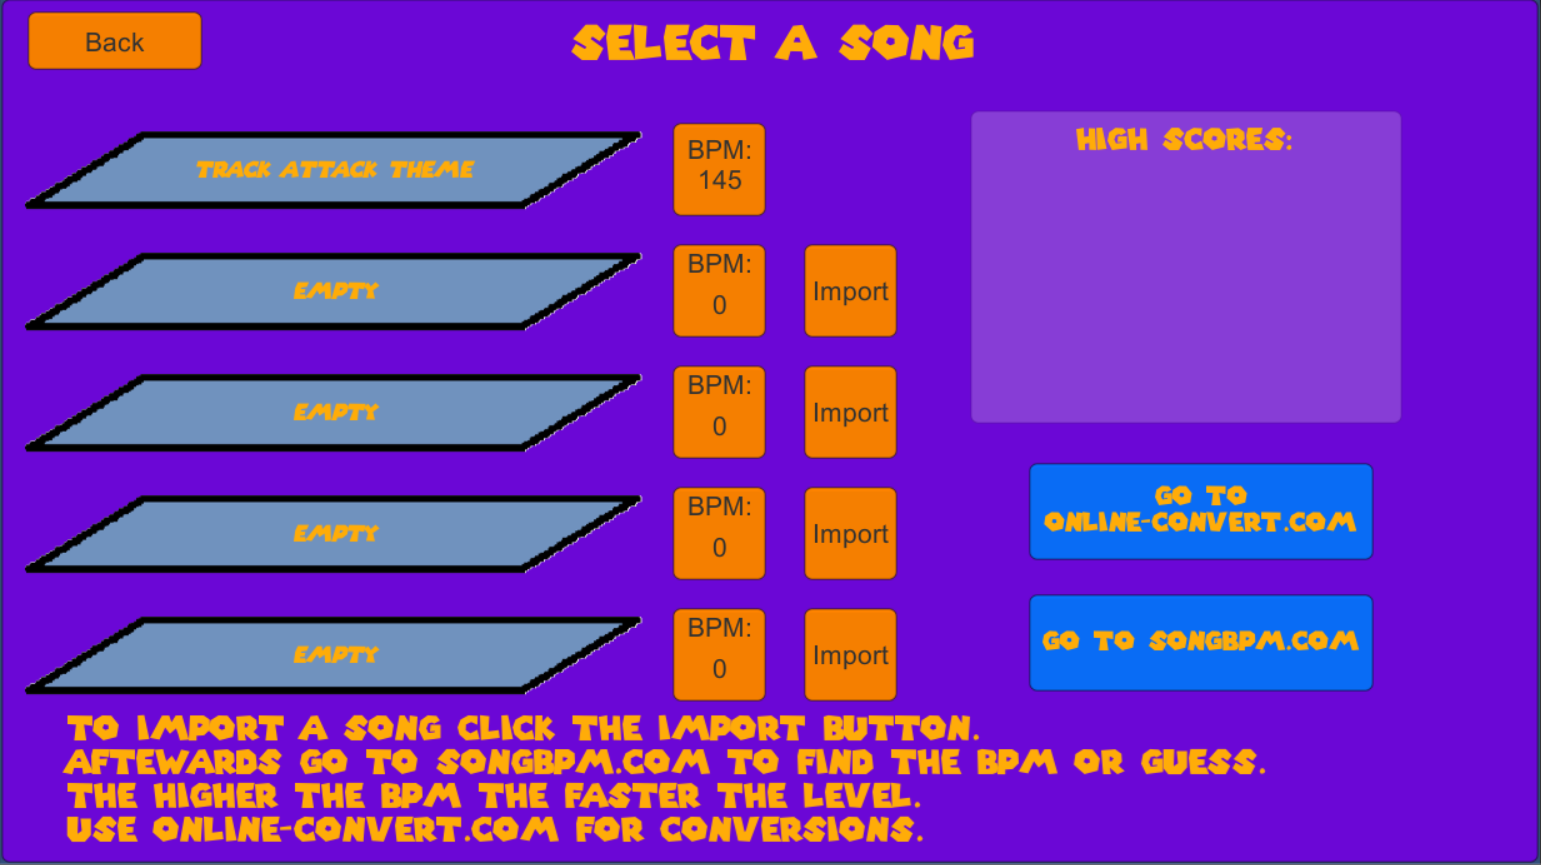 Back
SELECT A SONG
TRACK ATTACK THEME
BPM:
145
HIGH SCORES:
EMPTY
BPM:
0
Import
EMPTY
BPM:
0
Import
EMPTY
BPM:
0
Import
GO TO
ONLINE-CONVERT.COM
EMPTY
BPM:
0
Import
GO TO SONGBPM.COM
TO IMPORT A SONG CLICK THE IMPORT BUTTON.
AFTEWARDS GO TO SONGBPM.COM TO FIND THE BPM OR GUESS.
THE HIGHER THE BPM THE FASTER THE LEVEL.
USE ONLINE-CONVERT.COM FOR CONVERSIONS.